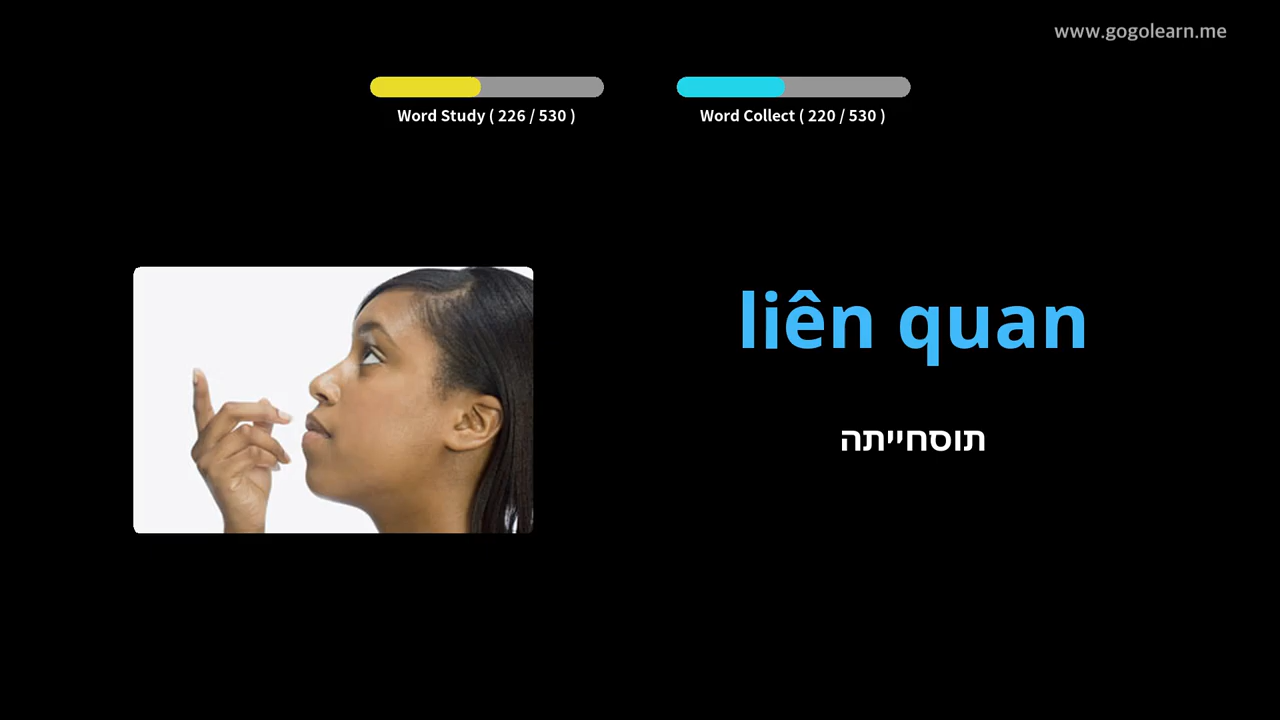 www.gogolearn.me
Word Study ( 226 / 530 )
Word Collect ( 220 / 530 )
liên quan
תוסחייתה